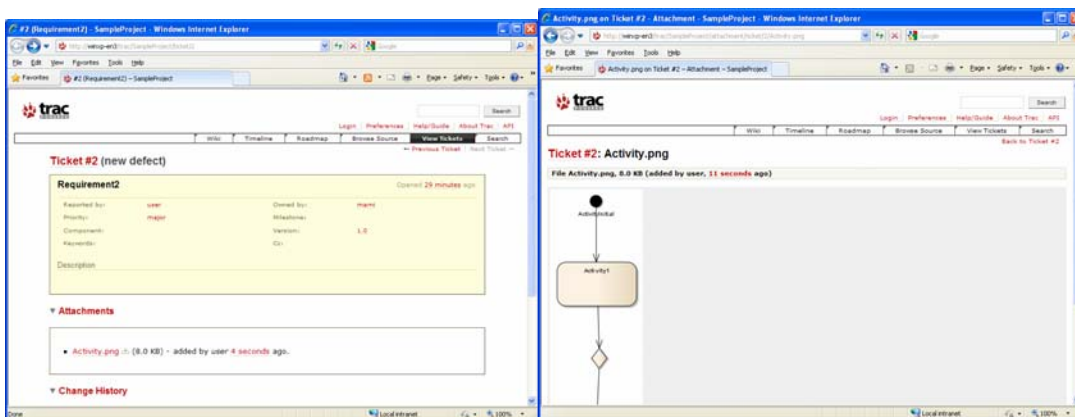 #2 (Requirement2) - SampleProject - Windows Internet Explorer
File Edit View Favorites Tools Help
Favorites #2 (Requirement2) – SampleProject
Page Safety Tools
trac
Search
Login Preferences Help/Guide About Trac API
Wiki Timeline Roadmap Browse Source View Tickets Search
← Previous Ticket Next Ticket →
Ticket #2 (new defect)
Requirement2 Opened 29 minutes ago
Reported by: user Owned by:
Priority: major Milestone:
Component: Version: 1.0
Keywords: Cc:
Description
Attachments
Activity.png (8.0 KB) - added by user 4 seconds ago.
Change History
Done Local intranet 100%
Activity.png on Ticket #2 - Attachment - SampleProject - Windows Internet Explorer
File Edit View Favorites Tools Help
Favorites Activity.png on Ticket #2 – Attachment – SampleProject
Page Safety Tools
trac
Search
Login Preferences Help/Guide About Trac API
Wiki Timeline Roadmap Browse Source View Tickets Search
Back to Ticket #2
Ticket #2: Activity.png
File Activity.png, 8.0 KB (added by user, 11 seconds ago)
ActivityInitial
Activity1
Local intranet 100%